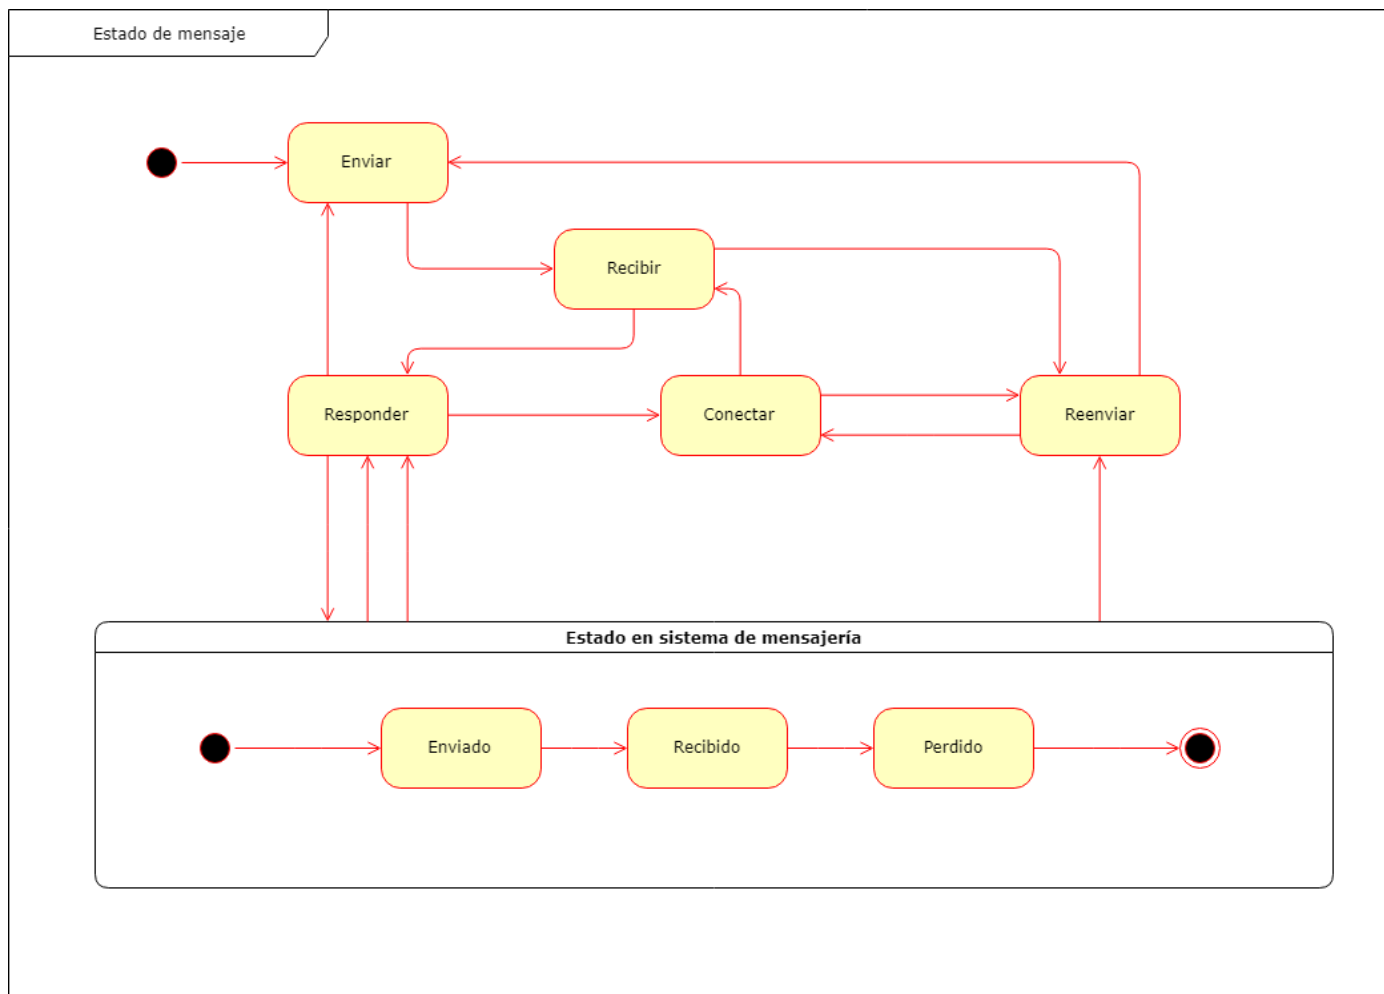 Estado de mensaje
Enviar
Recibir
Responder
Conectar
Reenviar
Estado en sistema de mensajería
Enviado
Recibido
Perdido